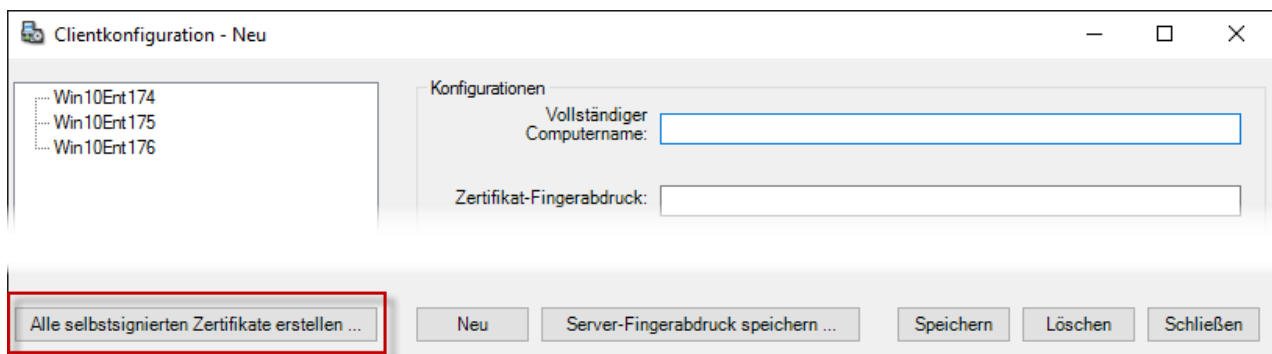 Clientkonfiguration - Neu
Win10Ent174
Win10Ent175
Win10Ent176
Konfigurationen
Vollständiger
Computername:
Zertifikat-Fingerabdruck:
Alle selbstsignierten Zertifikate erstellen ...
Neu
Server-Fingerabdruck speichern ...
Speichern
Löschen
Schließen